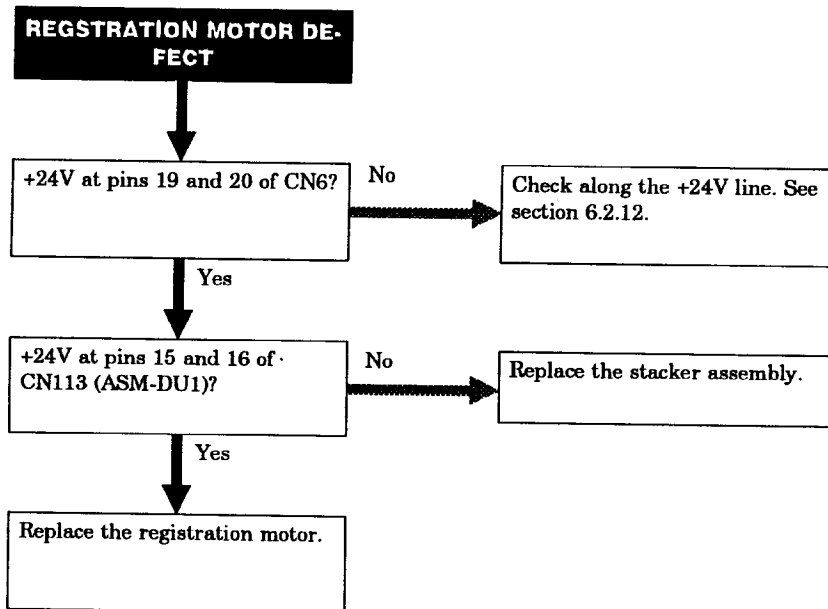 REGSTRATION MOTOR DE-
FECT
+24V at pins 19 and 20 of CN6?
No
Check along the +24V line. See
section 6.2.12.
Yes
+24V at pins 15 and 16 of
CN113 (ASM-DU1)?
No
Replace the stacker assembly.
Yes
Replace the registration motor.